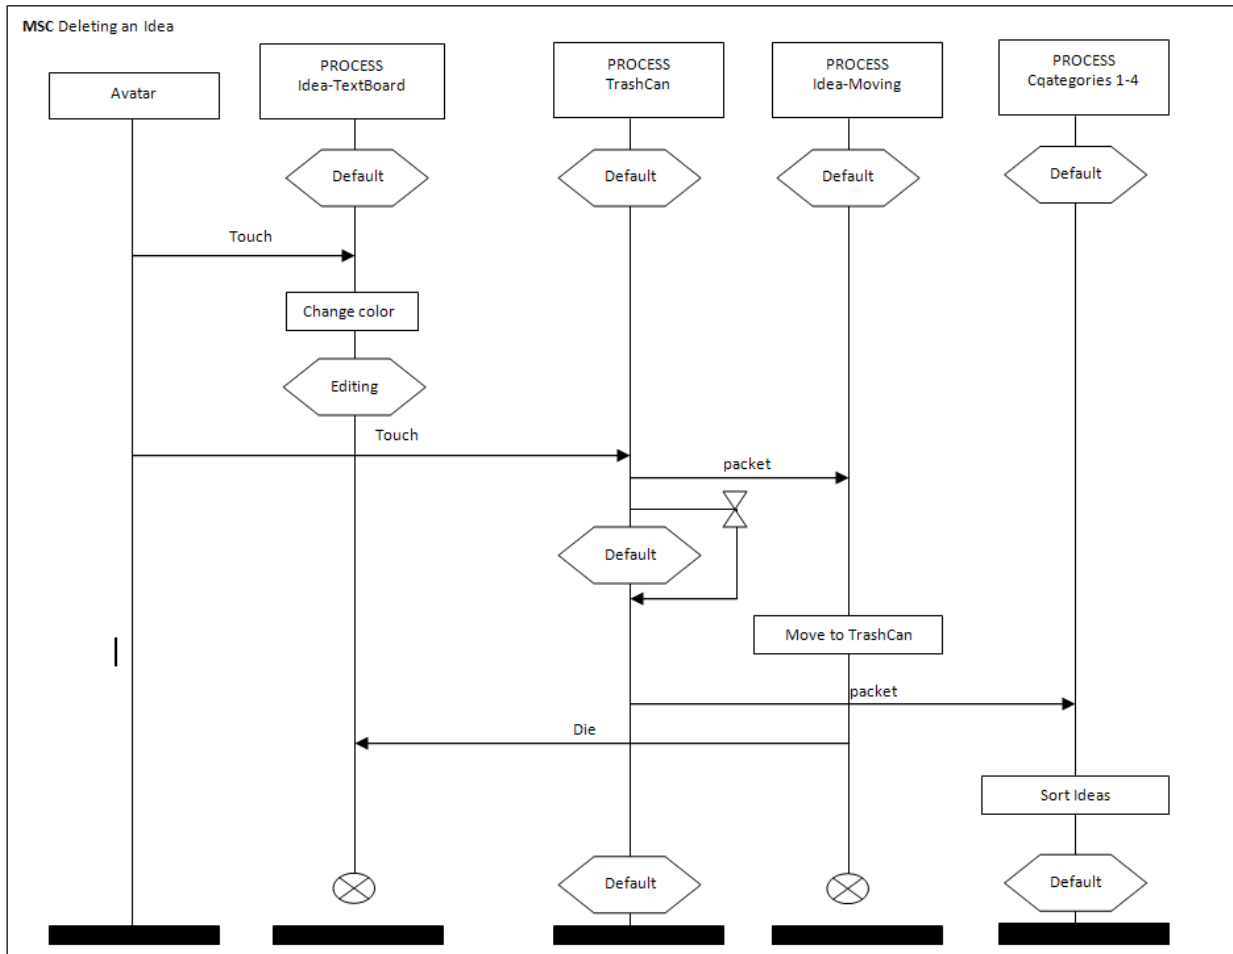 MSC Deleting an Idea
Avatar
PROCESS
Idea-TextBoard
PROCESS
TrashCan
PROCESS
Idea-Moving
PROCESS
Cqategories 1-4
Default
Default
Default
Default
Touch
Change color
Editing
Touch
packet
Default
Move to TrashCan
packet
Die
Sort Ideas
Default
Default